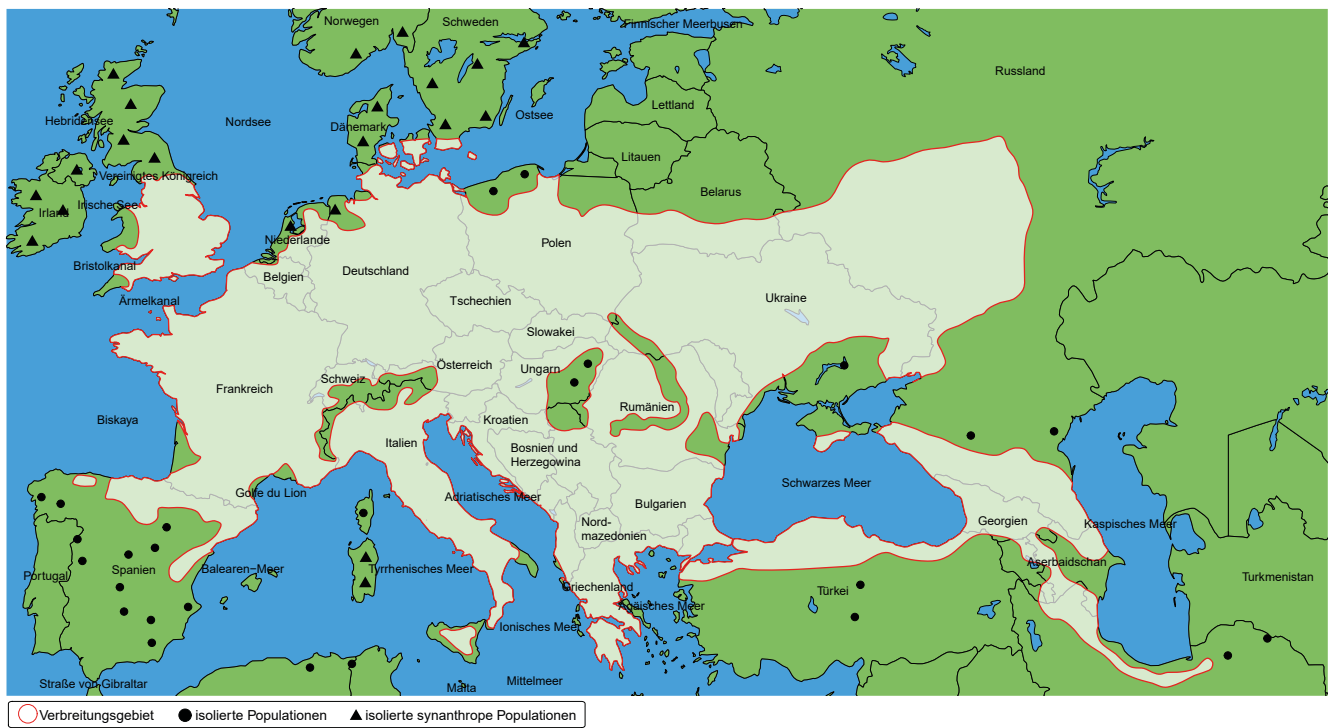 Norwegen
Schweden
Finnischer Meerbusen
Russland
Hebridensee
Nordsee
Dänemark
Ostsee
Lettland
Litauen
Vereinigtes Königreich
Belarus
Irland
Irische See
Niederlande
Polen
Bristolkanal
Belgien
Deutschland
Ärmelkanal
Tschechien
Ukraine
Slowakei
Österreich
Ungarn
Schweiz
Frankreich
Rumänien
Biskaya
Kroatien
Italien
Bosnien und
Herzegowina
Schwarzes Meer
Golfe du Lion
Adriatisches Meer
Bulgarien
Georgien
Kaspisches Meer
Nord-
mazedonien
Aserbaidschan
Portugal
Spanien
Balearen-Meer
Tyrrhenisches Meer
Turkmenistan
Griechenland
Türkei
Ägäisches Meer
Ionisches Meer
Straße von Gibraltar
Malta
Mittelmeer
Verbreitungsgebiet
isolierte Populationen
isolierte synanthrope Populationen